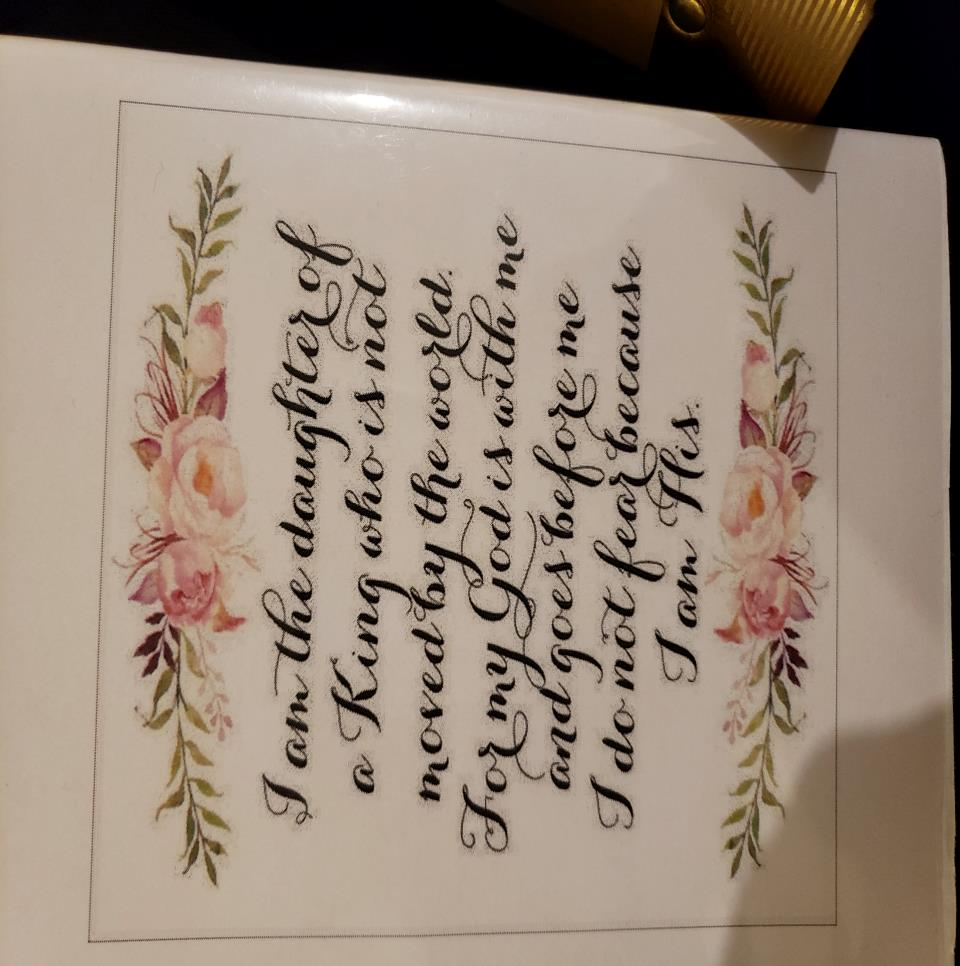 I am the daughter of
a King who is not
moved by the world.
For my God is with me
and goes before me
I do not fear because
I am His.